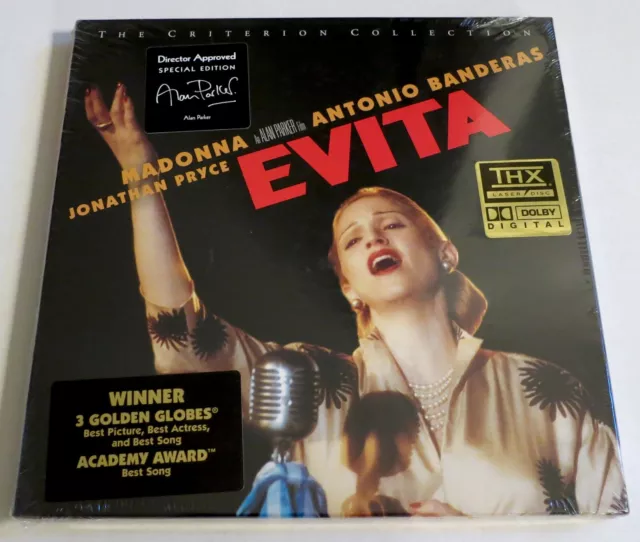 THE CRITERION COLLECTION
Director Approved
SPECIAL EDITION
Alan Parker
Alan Parker
MADONNA An ALAN PARKER Film ANTONIO BANDERAS
JONATHAN PRYCE
EVITA
THX
LASER DISC
DOLBY
DIGITAL
WINNER
3 GOLDEN GLOBES®
Best Picture, Best Actress,
and Best Song
ACADEMY AWARD™
Best Song